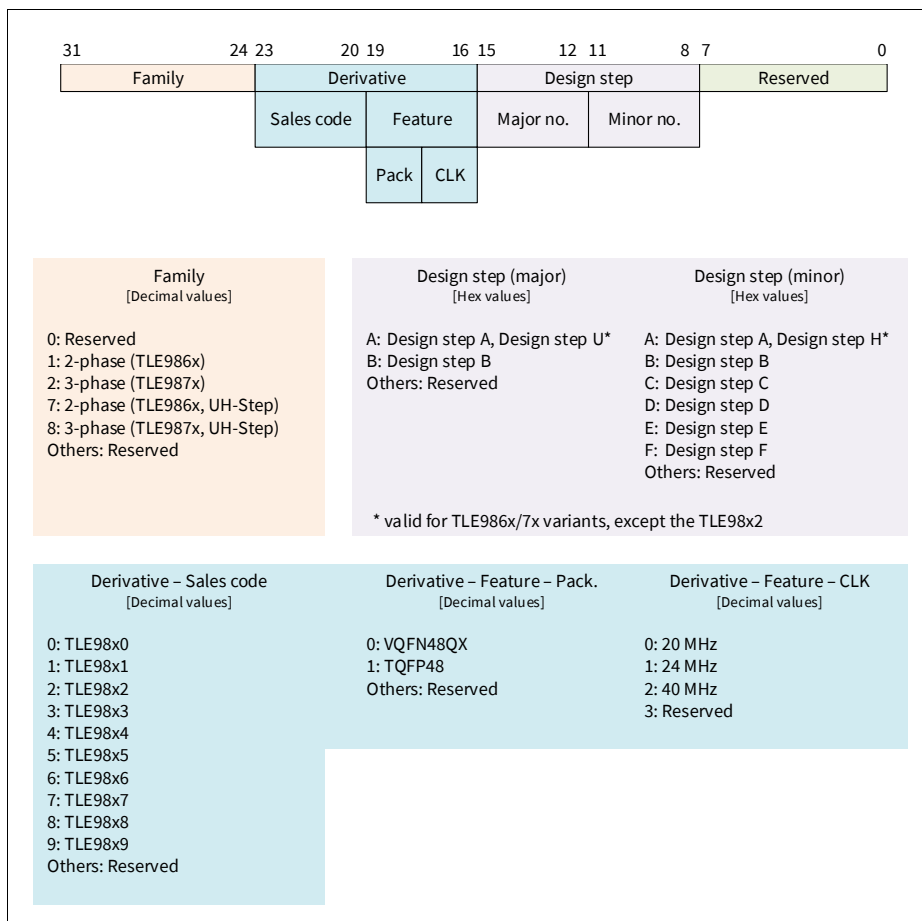 31 24 23 20 19 16 15 12 11 8 7 0
Family Derivative Design step Reserved
Sales code Feature Major no. Minor no.
Pack CLK
Family
[Decimal values]
0: Reserved
1: 2-phase (TLE986x)
2: 3-phase (TLE987x)
7: 2-phase (TLE986x, UH-Step)
8: 3-phase (TLE987x, UH-Step)
Others: Reserved
Design step (major)
[Hex values]
A: Design step A, Design step U*
B: Design step B
Others: Reserved
Design step (minor)
[Hex values]
A: Design step A, Design step H*
B: Design step B
C: Design step C
D: Design step D
E: Design step E
F: Design step F
Others: Reserved
* valid for TLE986x/7x variants, except the TLE98x2
Derivative – Sales code
[Decimal values]
0: TLE98x0
1: TLE98x1
2: TLE98x2
3: TLE98x3
4: TLE98x4
5: TLE98x5
6: TLE98x6
7: TLE98x7
8: TLE98x8
9: TLE98x9
Others: Reserved
Derivative – Feature – Pack.
[Decimal values]
0: VQFN48QX
1: TQFP48
Others: Reserved
Derivative – Feature – CLK
[Decimal values]
0: 20 MHz
1: 24 MHz
2: 40 MHz
3: Reserved